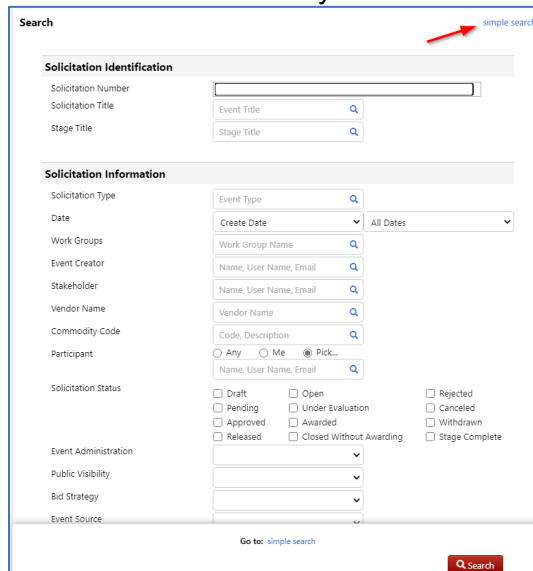 Search
simple search
Solicitation Identification
Solicitation Number
Solicitation Title
Event Title
Stage Title
Stage Title
Solicitation Information
Solicitation Type
Event Type
Date
Create Date
All Dates
Work Groups
Work Group Name
Event Creator
Name, User Name, Email
Stakeholder
Name, User Name, Email
Vendor Name
Vendor Name
Commodity Code
Code, Description
Participant
Any Me Pick...
Name, User Name, Email
Solicitation Status
Draft Open Rejected
Pending Under Evaluation Canceled
Approved Awarded Withdrawn
Released Closed Without Awarding Stage Complete
Event Administration
Public Visibility
Bid Strategy
Event Source
Go to: simple search
Search